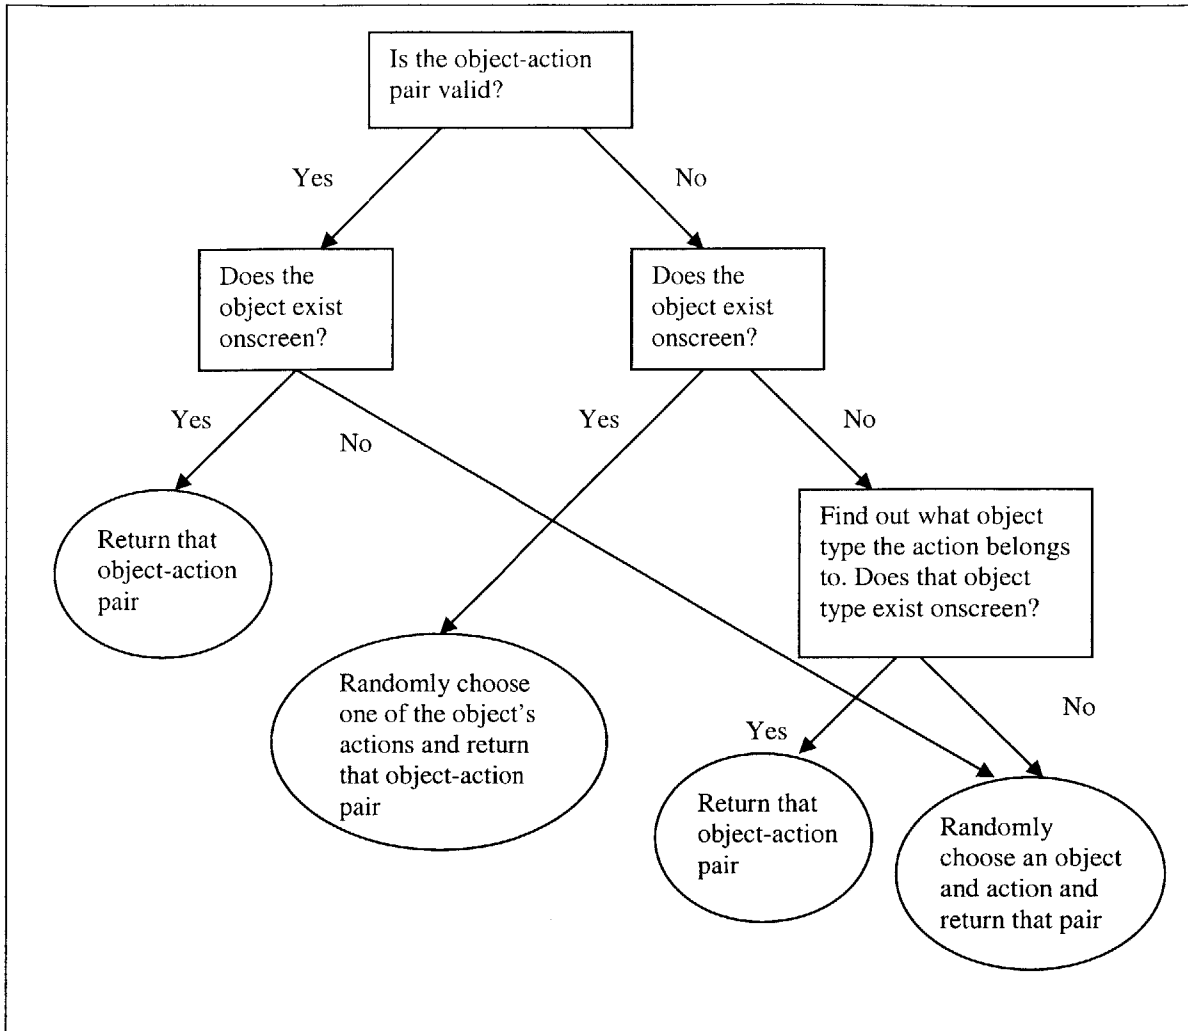 Is the object-action
pair valid?
Yes
No
Does the
object exist
onscreen?
Does the
object exist
onscreen?
Yes
No
Yes
No
Return that
object-action
pair
Find out what object
type the action belongs
to. Does that object
type exist onscreen?
Randomly choose
one of the object's
actions and return
that object-action
pair
Yes
No
Return that
object-action
pair
Randomly
choose an object
and action and
return that pair